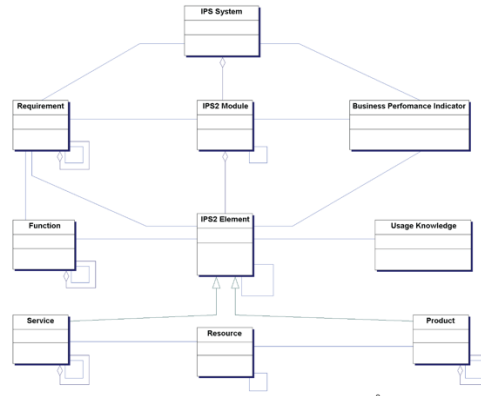 IPS System
Requirement
IPS2 Module
Business Perfomance Indicator
Function
IPS2 Element
Usage Knowledge
Service
Resource
Product